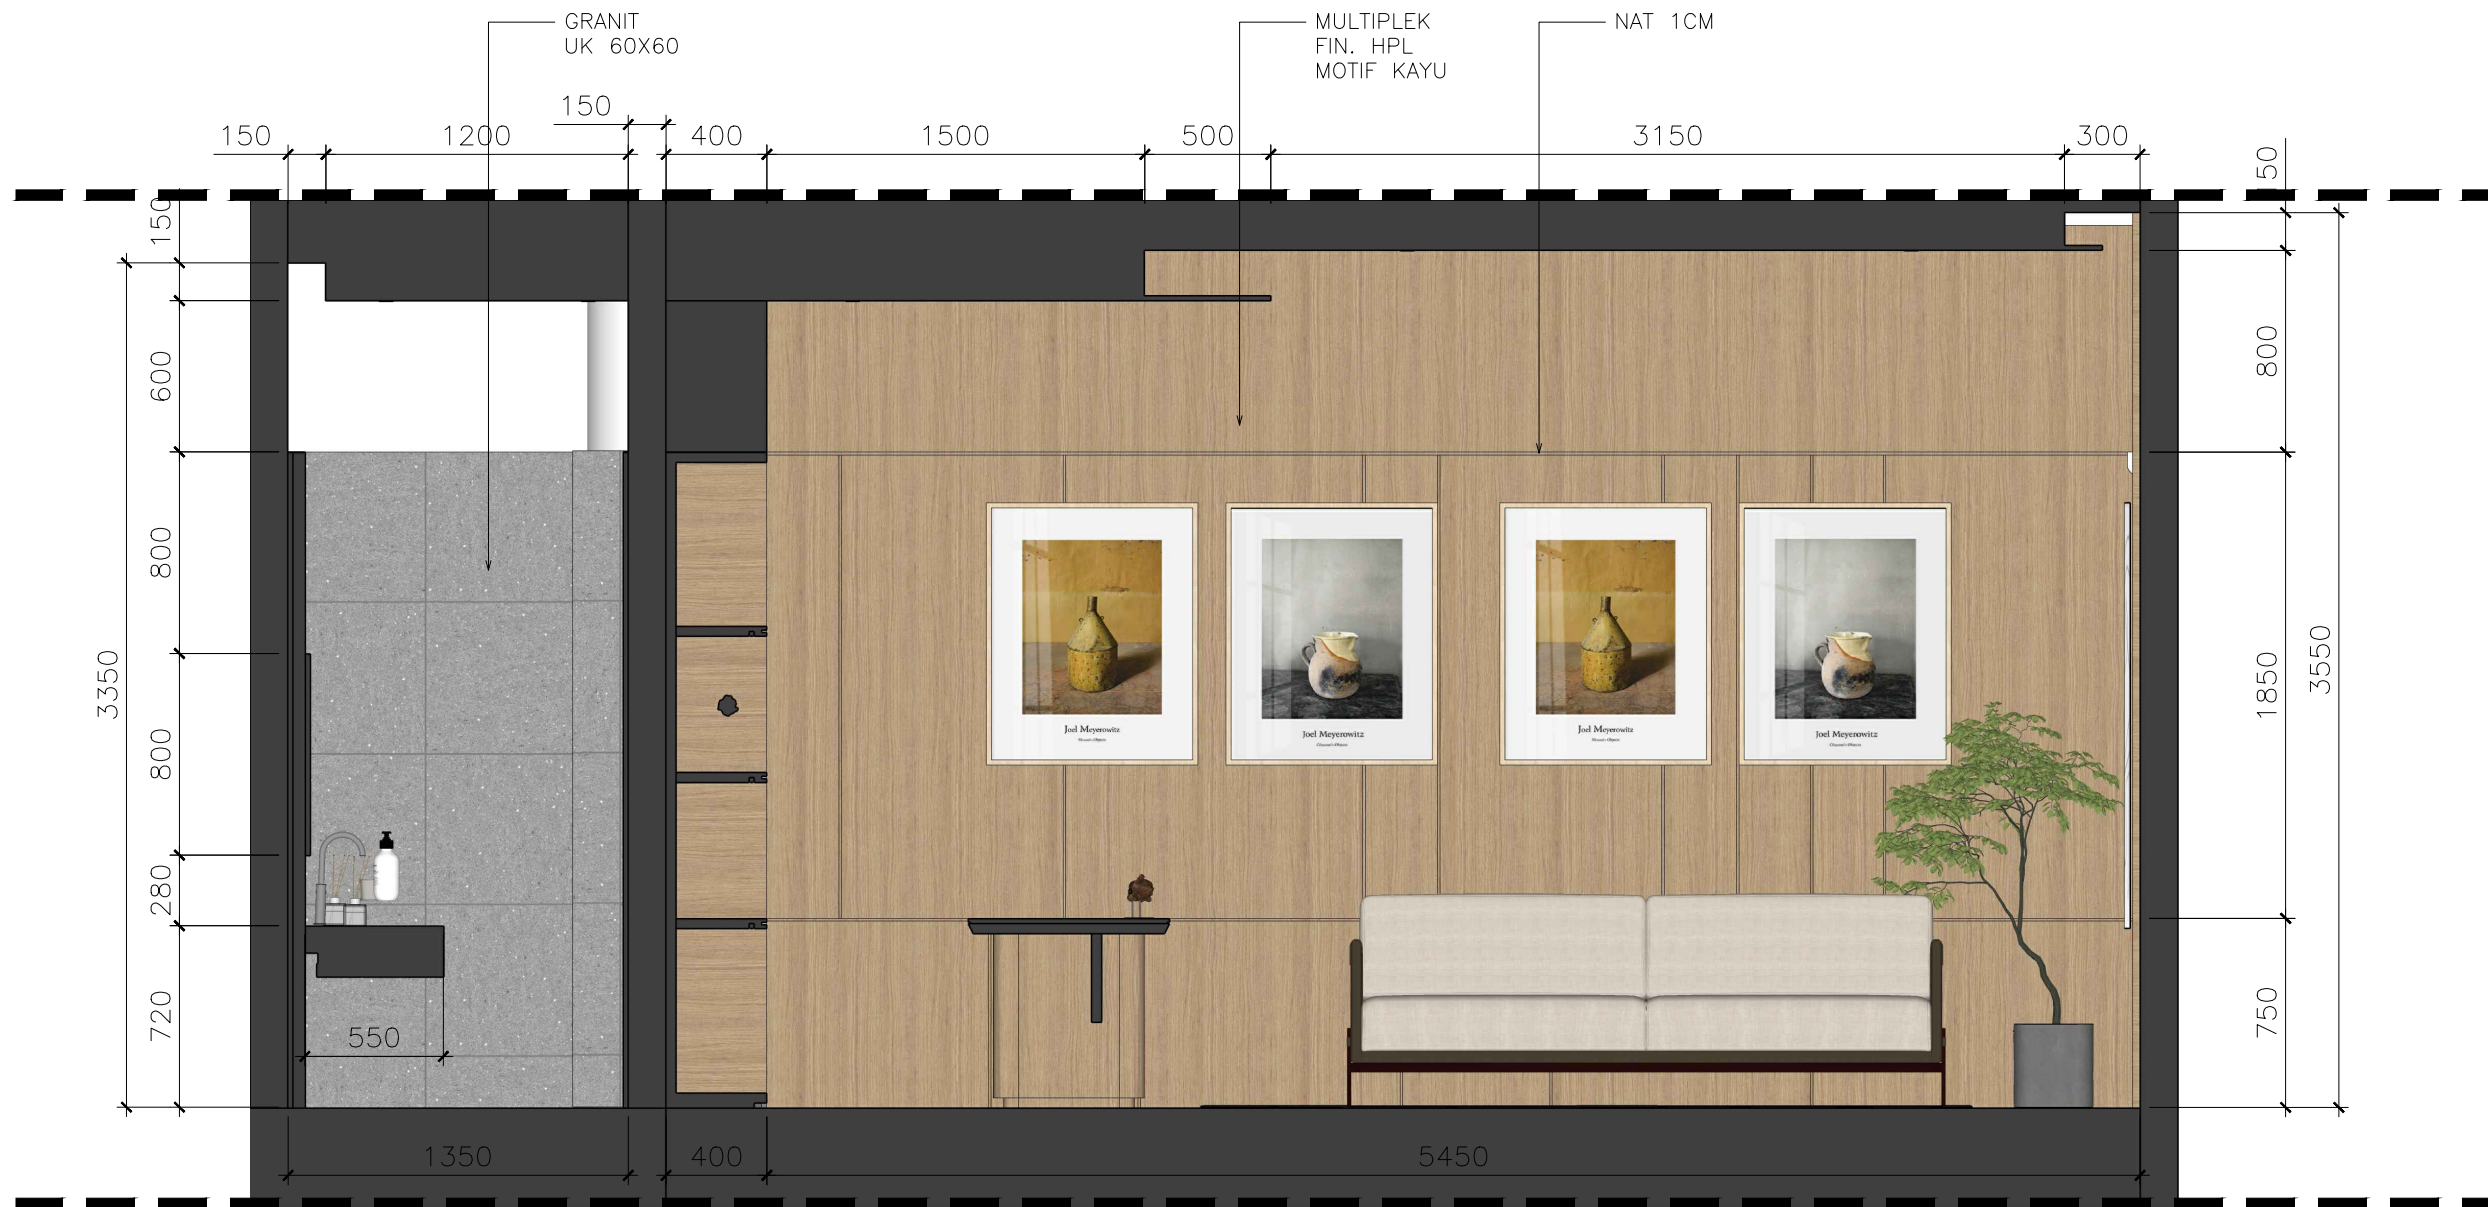 GRANIT
UK 60X60
MULTIPLEK
FIN. HPL
MOTIF KAYU
NAT 1CM
150
150 1200 400 1500 500 3150 300
150
600
800
800
280
720
3350
550
Joel Meyerowitz
Joel Meyerowitz
Joel Meyerowitz
Joel Meyerowitz
150
800
1850
750
3550
1350 400 5450